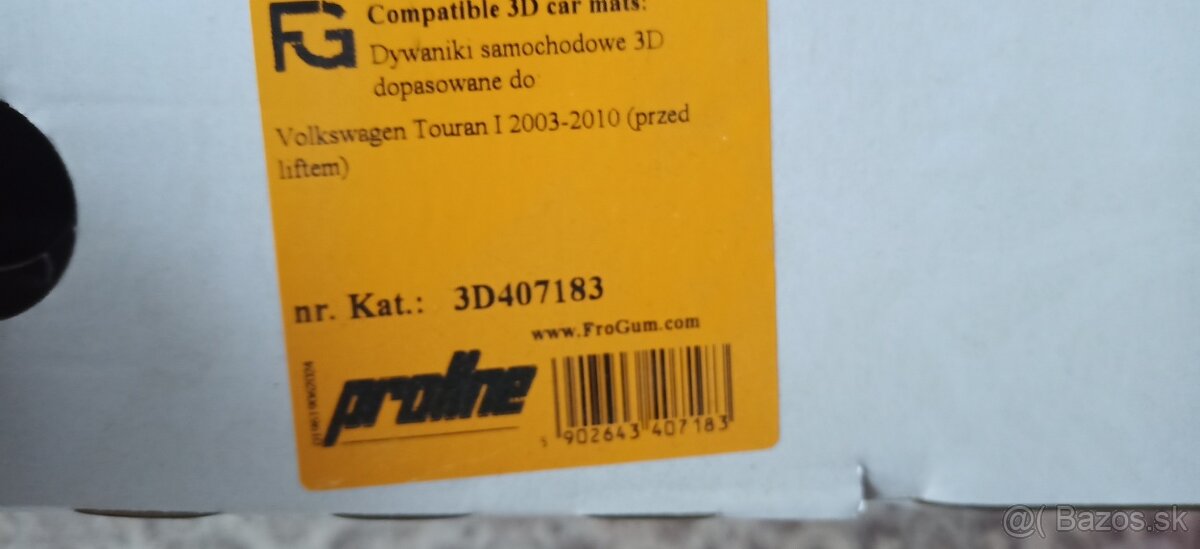 FG
Compatible 3D car mats:
Dywaniki samochodowe 3D
dopasowane do
Volkswagen Touran I 2003-2010 (przed
liftem)
nr. Kat.: 3D407183
www.FroGum.com
proline
5 902643 407183
@( Bazos.sk